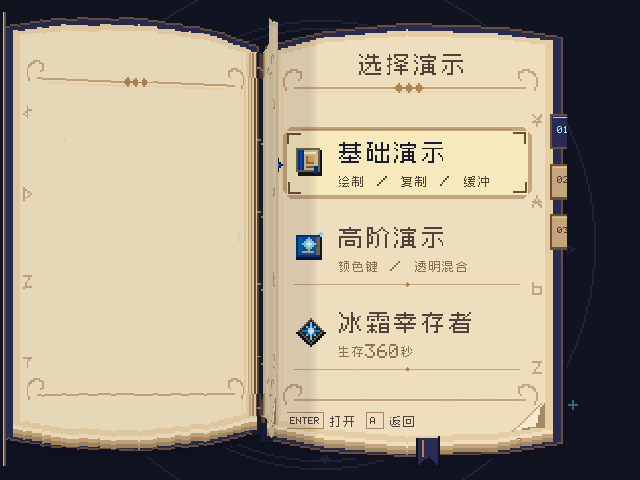 选择演示
基础演示
绘制 / 复制 / 缓冲
高阶演示
颜色键 / 透明混合
冰霜幸存者
生存360秒
ENTER 打开 A 返回
01
02
03